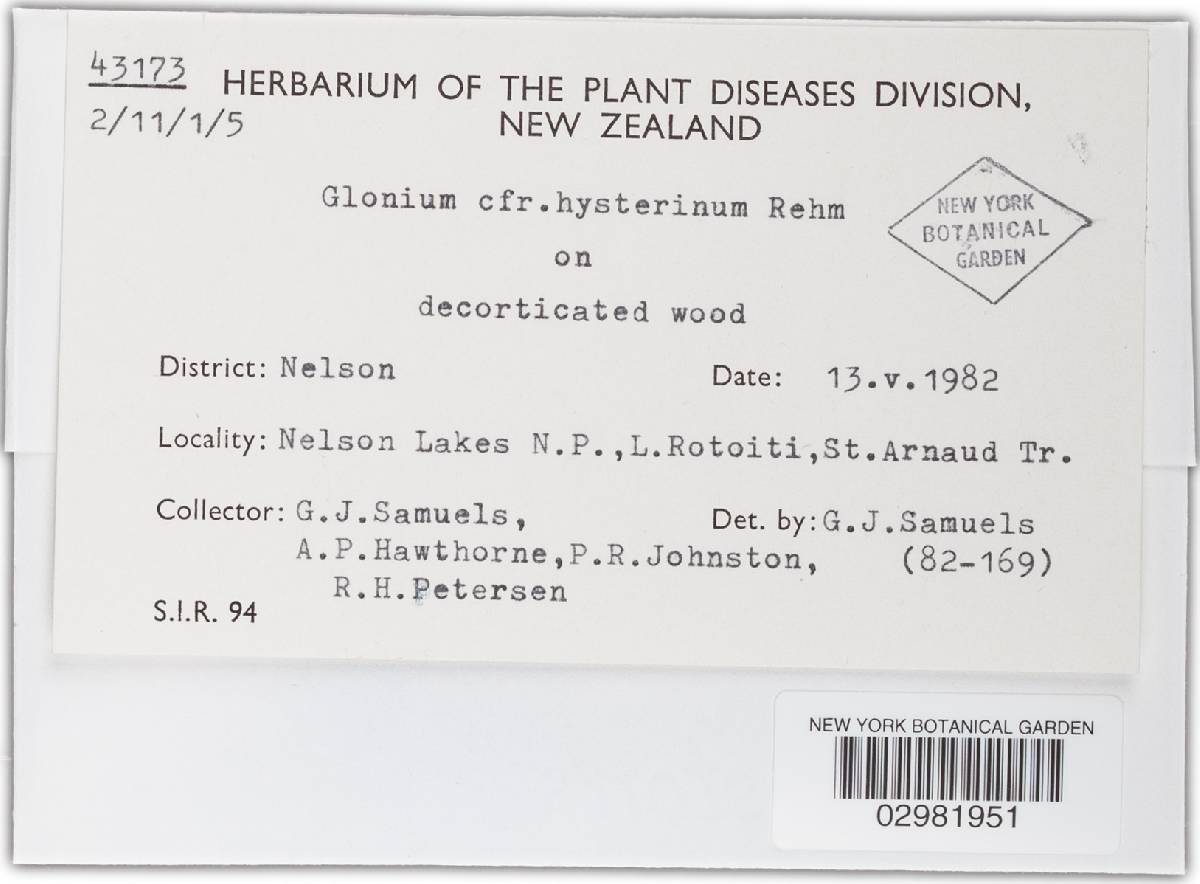 43173
HERBARIUM OF THE PLANT DISEASES DIVISION,
2/11/1/5
NEW ZEALAND
Glonium cfr.hysterinum Rehm
on
decorticated wood
NEW YORK
BOTANICAL
GARDEN
District: Nelson
Date: 13.v.1982
Locality: Nelson Lakes N.P.,L.Rotoiti,St.Arnaud Tr.
Collector: G.J.Samuels,
A.P.Hawthorne,P.R.Johnston,
R.H.Petersen
Det. by: G.J.Samuels
(82-169)
S.I.R. 94
NEW YORK BOTANICAL GARDEN
02981951